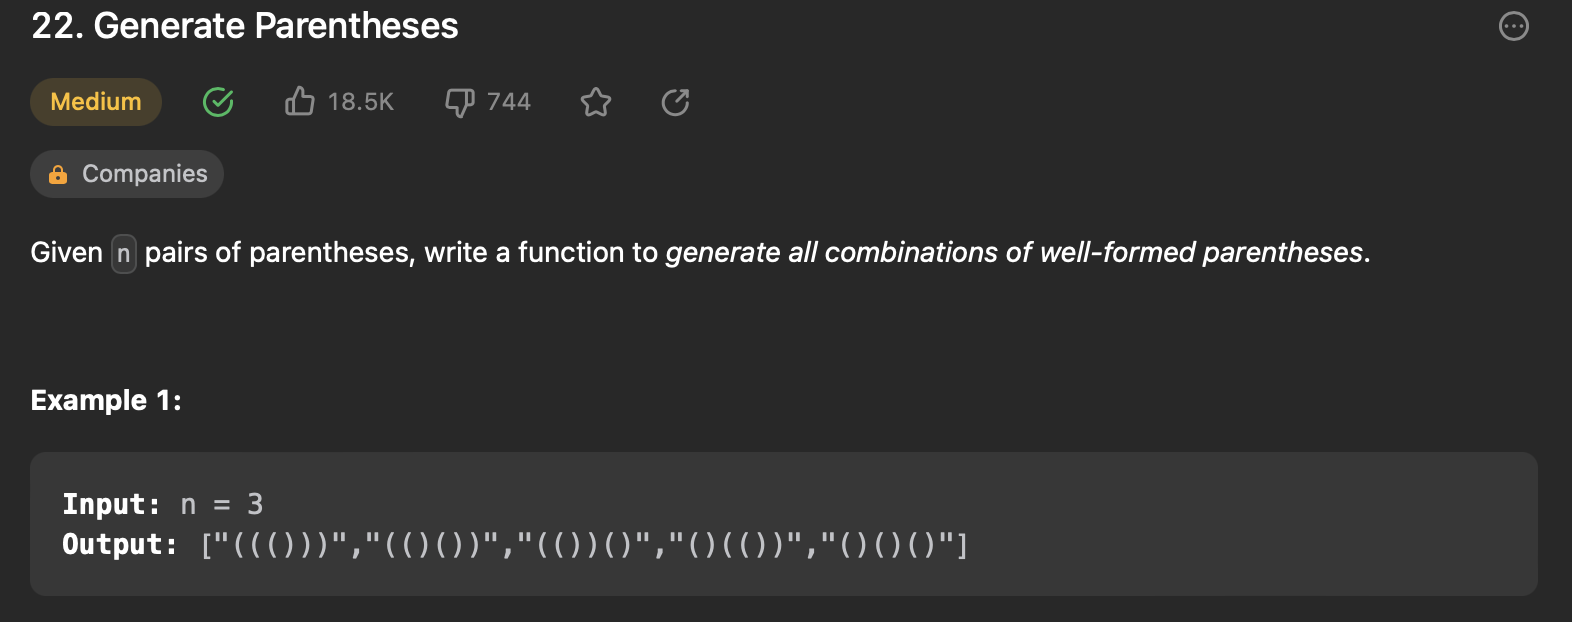 22. Generate Parentheses
Medium 18.5K 744
Companies
Given n pairs of parentheses, write a function to generate all combinations of well-formed parentheses.
Example 1:
Input: n = 3
Output: ["((()))","(()())","(())()","()(())","()()()"]